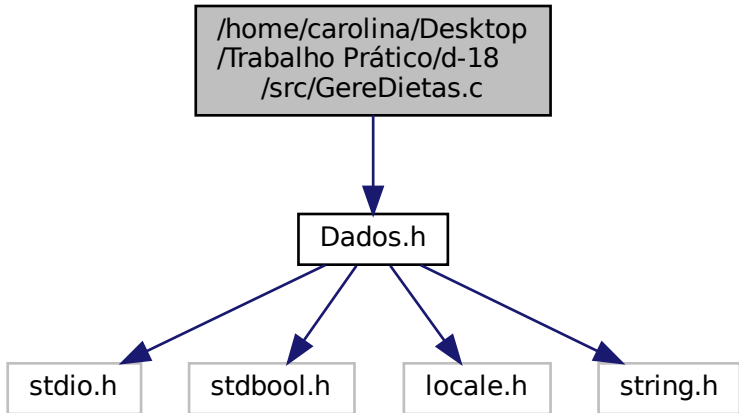 /home/carolina/Desktop
/Trabalho Prático/d-18
/src/GereDietas.c
Dados.h
stdio.h
stdbool.h
locale.h
string.h